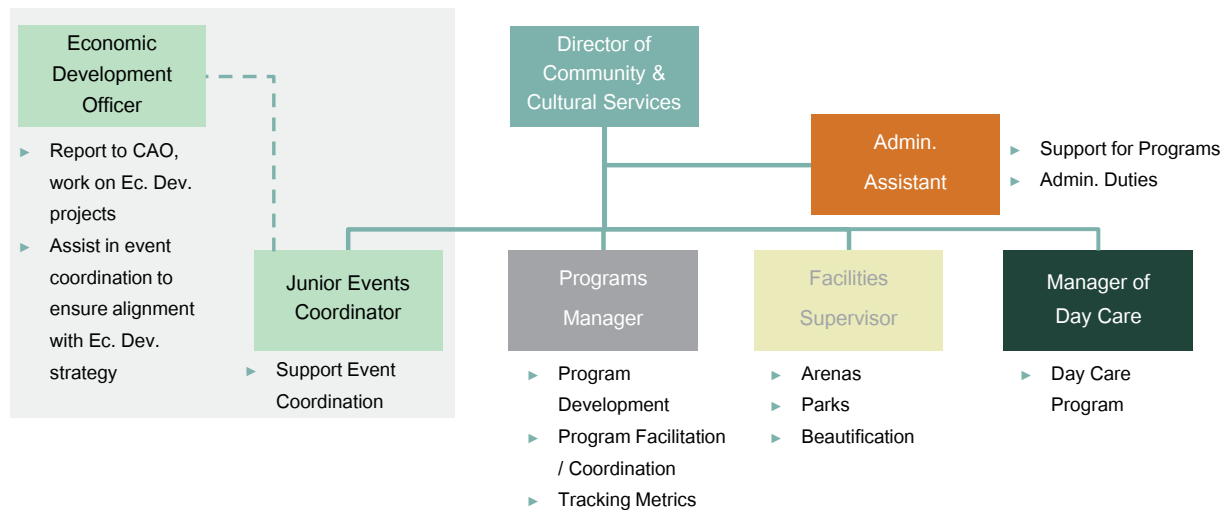 Economic
Development
Officer
► Report to CAO,
work on Ec. Dev.
projects
► Assist in event
coordination to
ensure alignment
with Ec. Dev.
strategy
Director of
Community &
Cultural Services
Admin.
Assistant
► Support for Programs
► Admin. Duties
Junior Events
Coordinator
► Support Event
Coordination
Programs
Manager
► Program
Development
► Program Facilitation
/ Coordination
► Tracking Metrics
Facilities
Supervisor
► Arenas
► Parks
► Beautification
Manager of
Day Care
► Day Care
Program